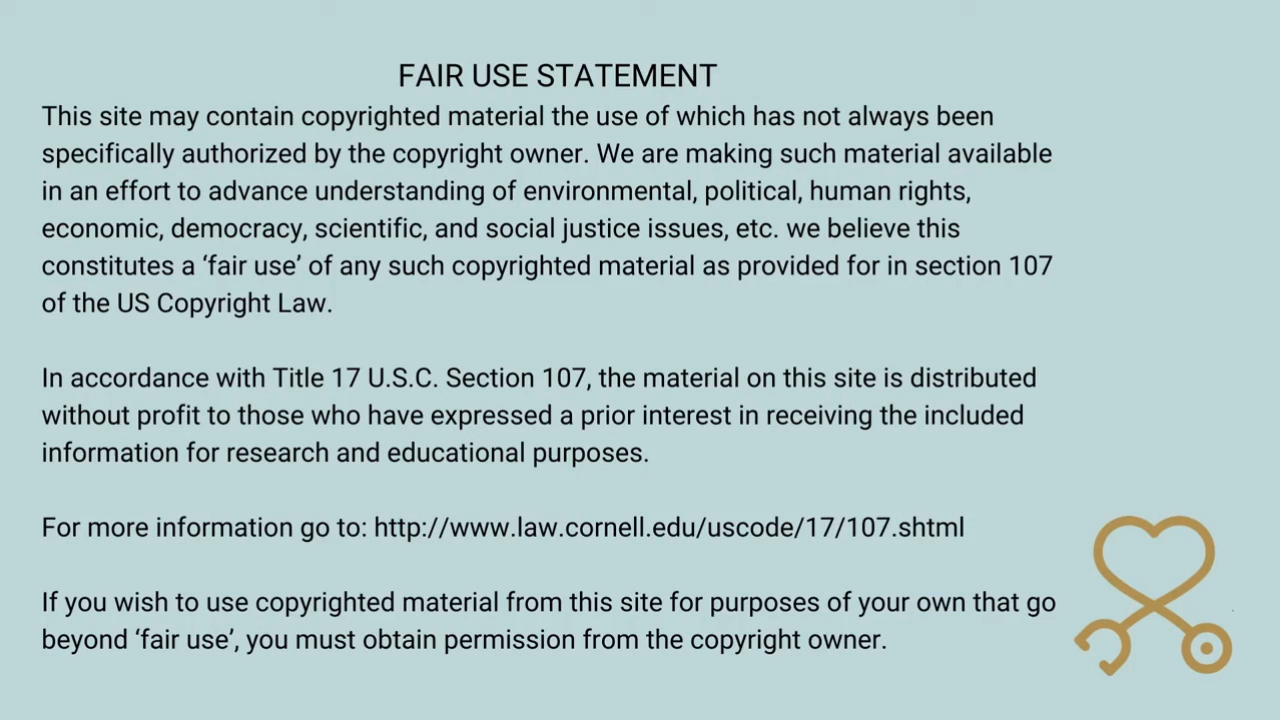 FAIR USE STATEMENT
This site may contain copyrighted material the use of which has not always been
specifically authorized by the copyright owner. We are making such material available
in an effort to advance understanding of environmental, political, human rights,
economic, democracy, scientific, and social justice issues, etc. we believe this
constitutes a ‘fair use’ of any such copyrighted material as provided for in section 107
of the US Copyright Law.
In accordance with Title 17 U.S.C. Section 107, the material on this site is distributed
without profit to those who have expressed a prior interest in receiving the included
information for research and educational purposes.
For more information go to: http://www.law.cornell.edu/uscode/17/107.shtml
If you wish to use copyrighted material from this site for purposes of your own that go
beyond ‘fair use’, you must obtain permission from the copyright owner.